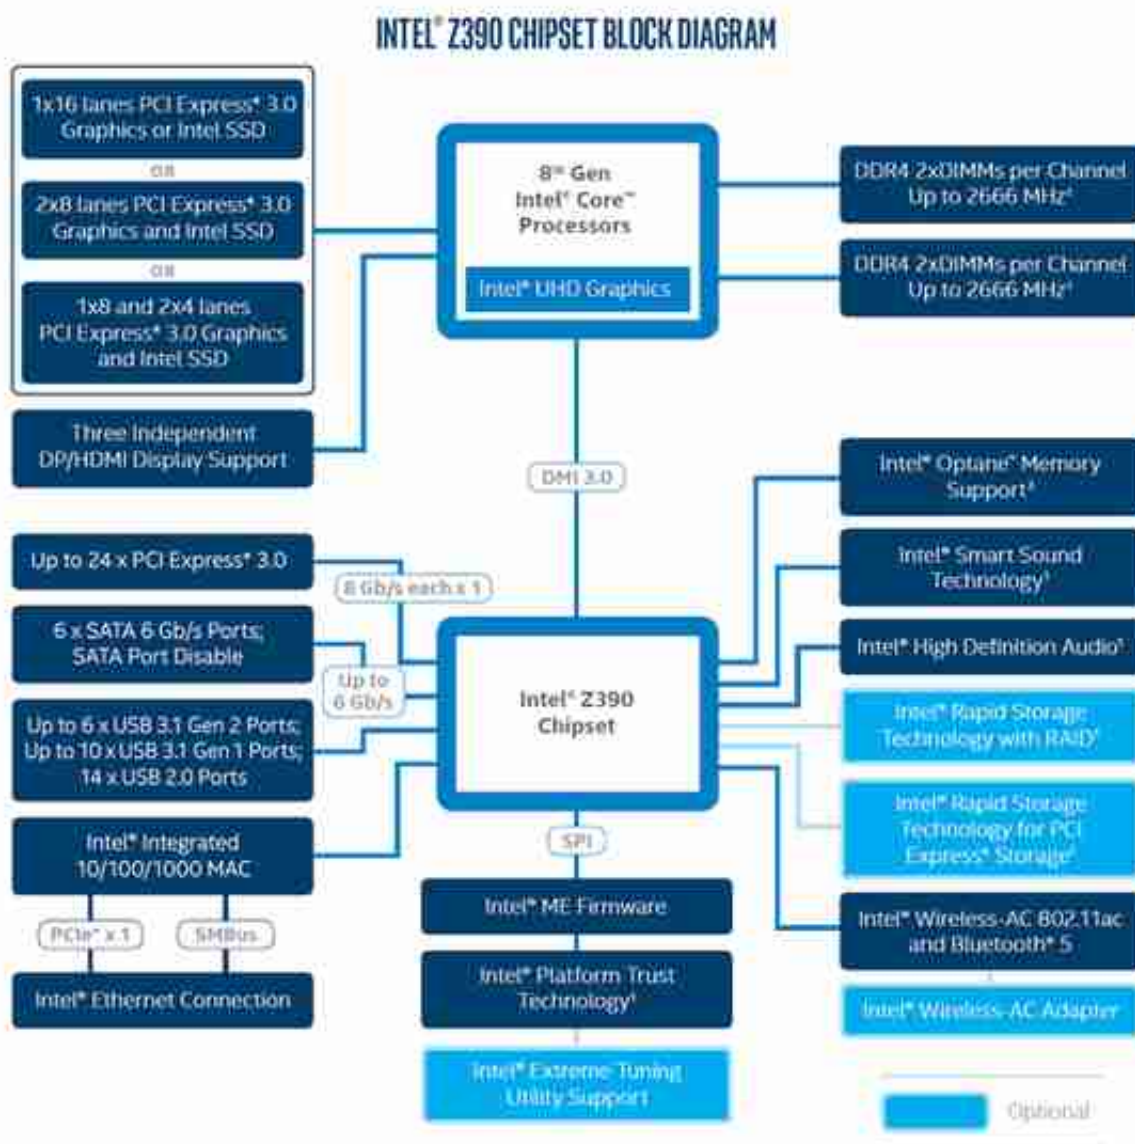 INTEL® Z390 CHIPSET BLOCK DIAGRAM
1x16 lanes PCI Express* 3.0
Graphics or Intel SSD
OR
2x8 lanes PCI Express* 3.0
Graphics and Intel SSD
OR
1x8 and 2x4 lanes
PCI Express* 3.0 Graphics
and Intel SSD
Three Independent
DP/HDMI Display Support
8th Gen
Intel® Core™
Processors
Intel® UHD Graphics
DDR4 2xDIMMs per Channel
Up to 2666 MHz‡
DDR4 2xDIMMs per Channel
Up to 2666 MHz‡
DMI 3.0
Up to 24 x PCI Express* 3.0
8 Gb/s each x 1
6 x SATA 6 Gb/s Ports;
SATA Port Disable
Up to
6 Gb/s
Up to 6 x USB 3.1 Gen 2 Ports;
Up to 10 x USB 3.1 Gen 1 Ports;
14 x USB 2.0 Ports
Intel® Integrated
10/100/1000 MAC
PCIe* x 1
SMBus
Intel® Ethernet Connection
Intel® Z390
Chipset
SPI
Intel® ME Firmware
Intel® Platform Trust
Technology‡
Intel® Extreme Tuning
Utility Support
Intel® Optane™ Memory
Support‡
Intel® Smart Sound
Technology‡
Intel® High Definition Audio‡
Intel® Rapid Storage
Technology with RAID‡
Intel® Rapid Storage
Technology for PCI
Express* Storage‡
Intel® Wireless-AC 802.11ac
and Bluetooth* 5
Intel® Wireless-AC Adapter
Optional